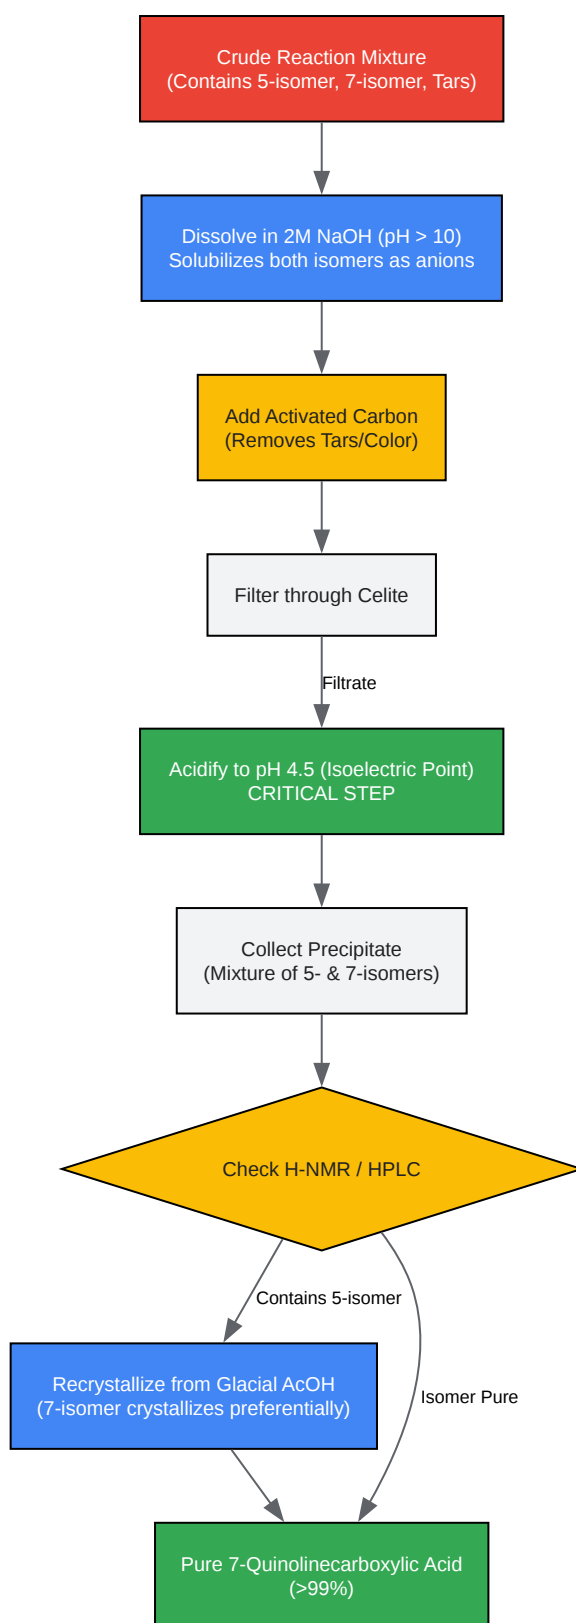 Crude Reaction Mixture
(Contains 5-isomer, 7-isomer, Tars)
Dissolve in 2M NaOH (pH > 10)
Solubilizes both isomers as anions
Add Activated Carbon
(Removes Tars/Color)
Filter through Celite
Filtrate
Acidify to pH 4.5 (Isoelectric Point)
CRITICAL STEP
Collect Precipitate
(Mixture of 5- & 7-isomers)
Check H-NMR / HPLC
Contains 5-isomer
Recrystallize from Glacial AcOH
(7-isomer crystallizes preferentially)
Isomer Pure
Pure 7-Quinolinecarboxylic Acid
(>99%)